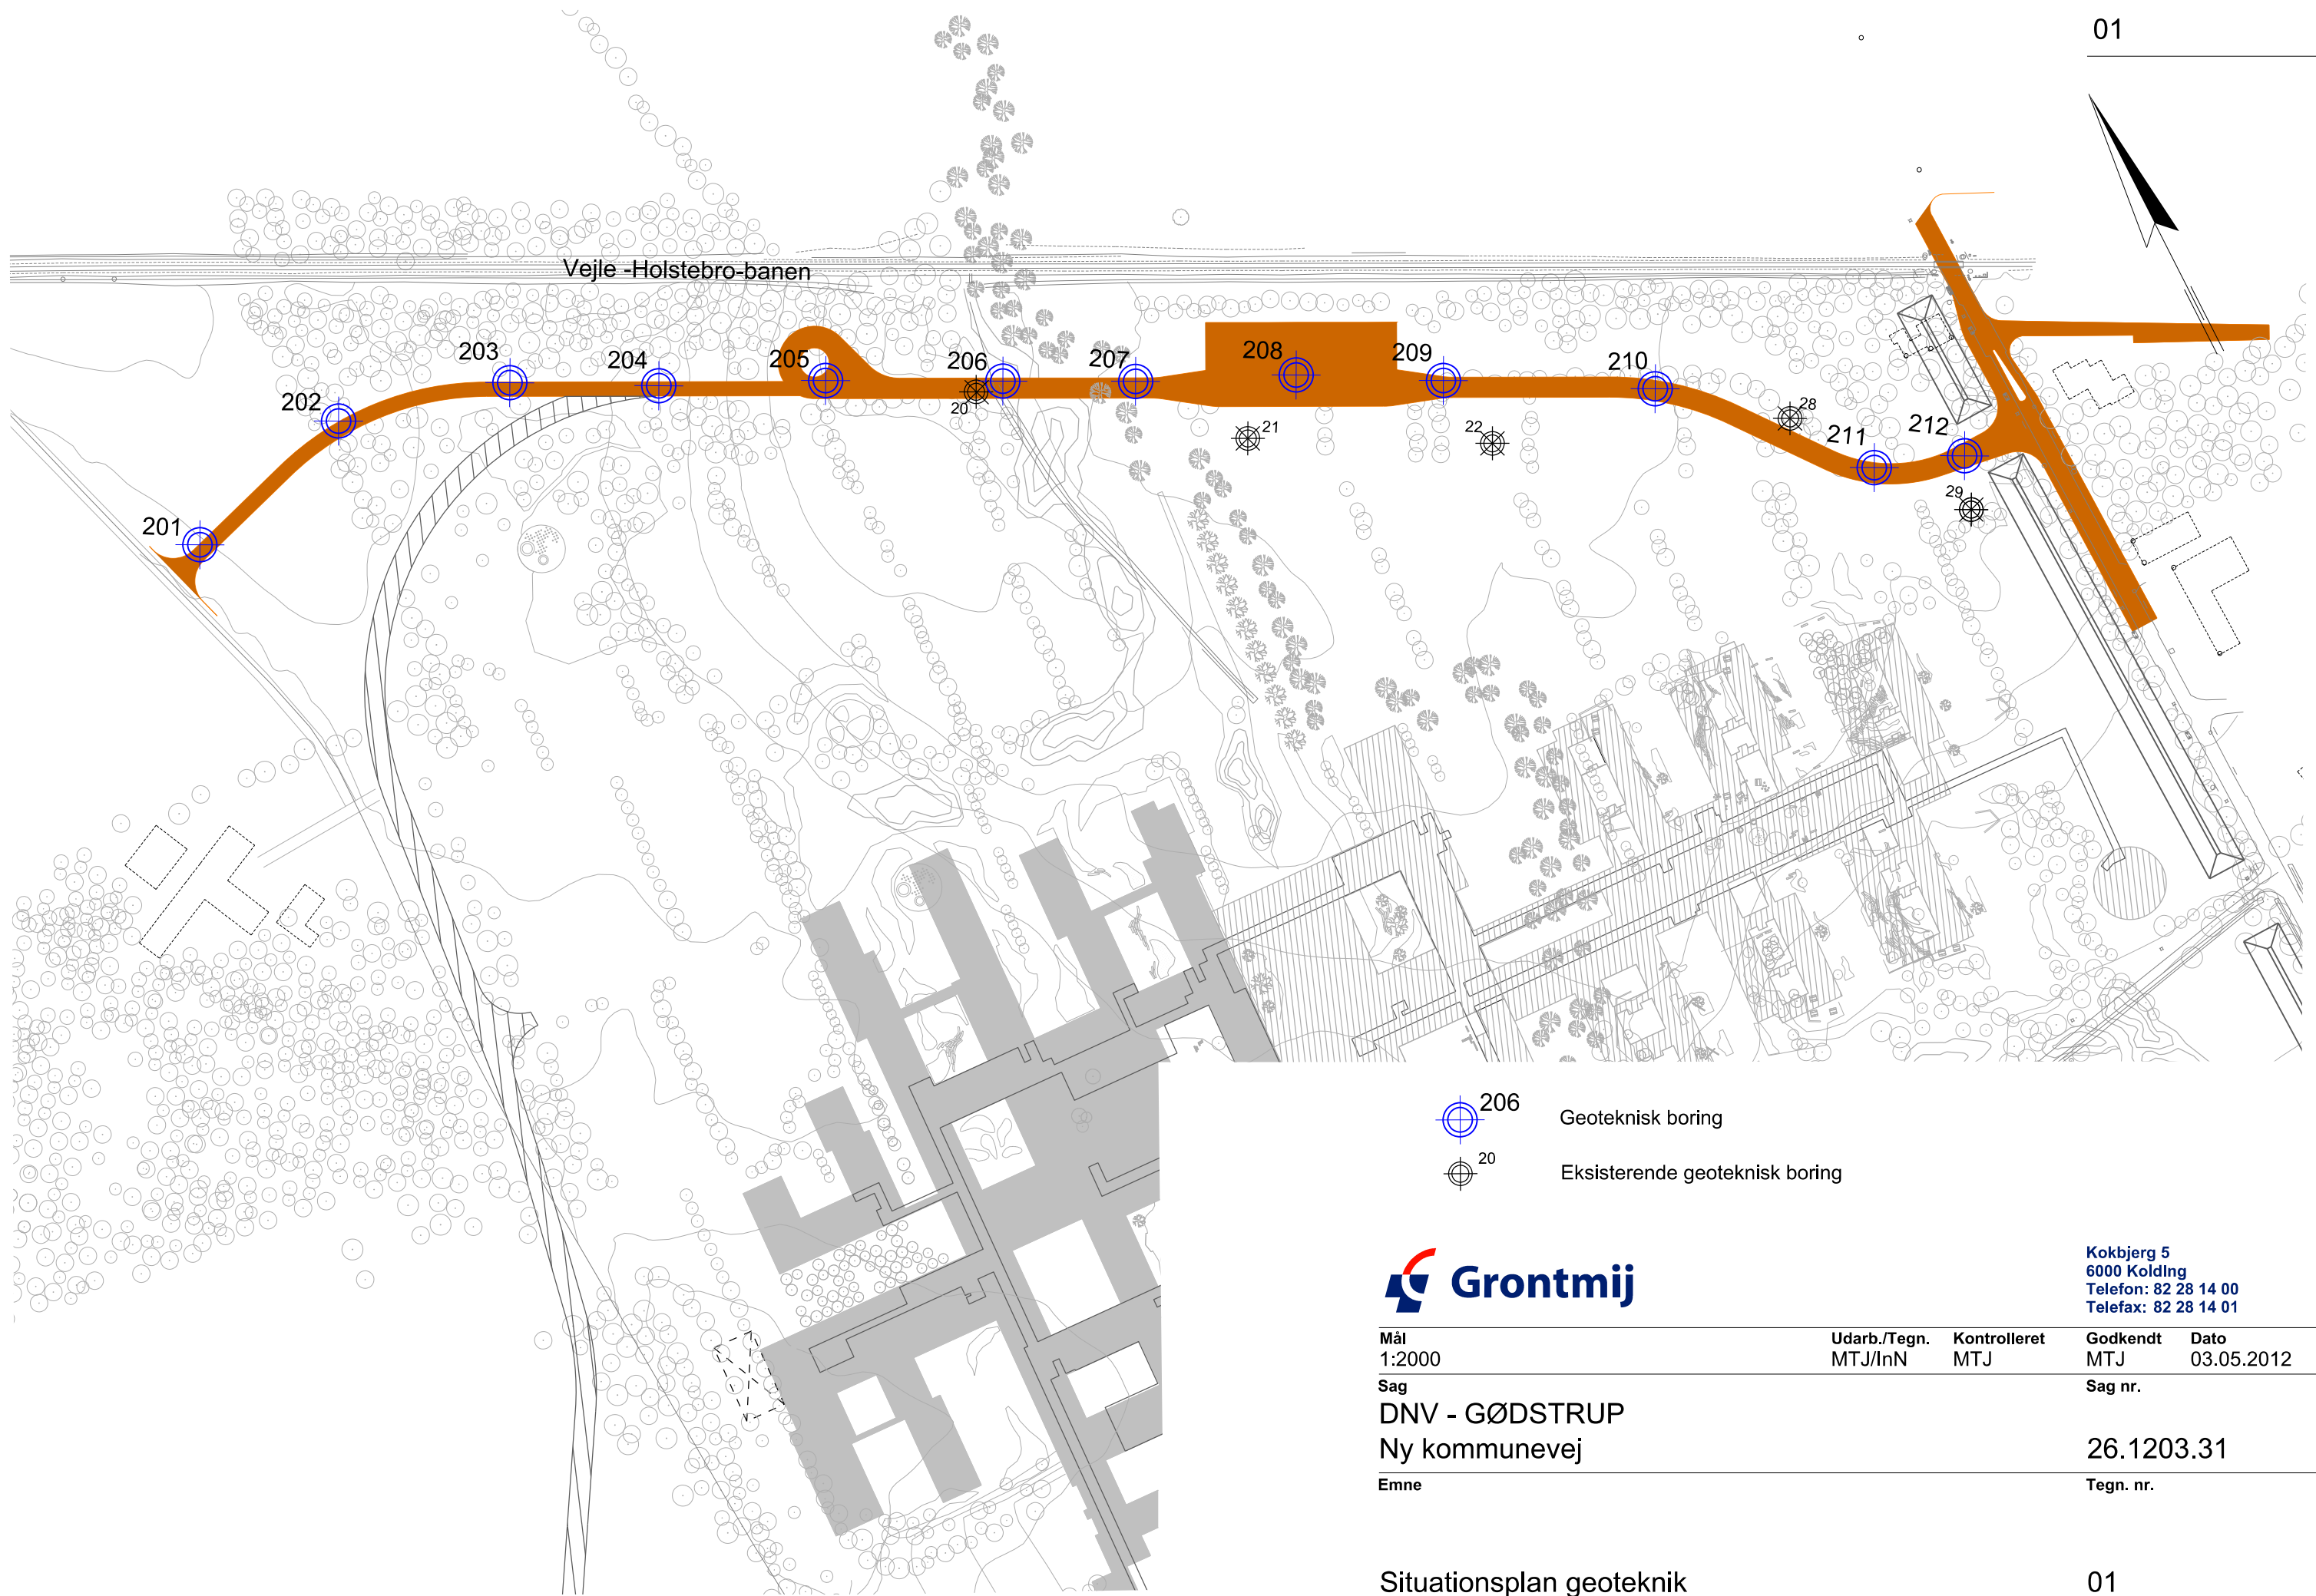 01
Vejle -Holstebro-banen
203
204
205
206
207
208
209
210
202
20
21
22
28
211
212
29
201
206
Geoteknisk boring
20
Eksisterende geoteknisk boring
Grontmij
Kokbjerg 5
6000 Kolding
Telefon: 82 28 14 00
Telefax: 82 28 14 01
Mål
Udarb./Tegn.
Kontrolleret
Godkendt
Dato
1:2000
MTJ/InN
MTJ
MTJ
03.05.2012
Sag
Sag nr.
DNV - GØDSTRUP
Ny kommunevej
26.1203.31
Emne
Tegn. nr.
Situationsplan geoteknik
01